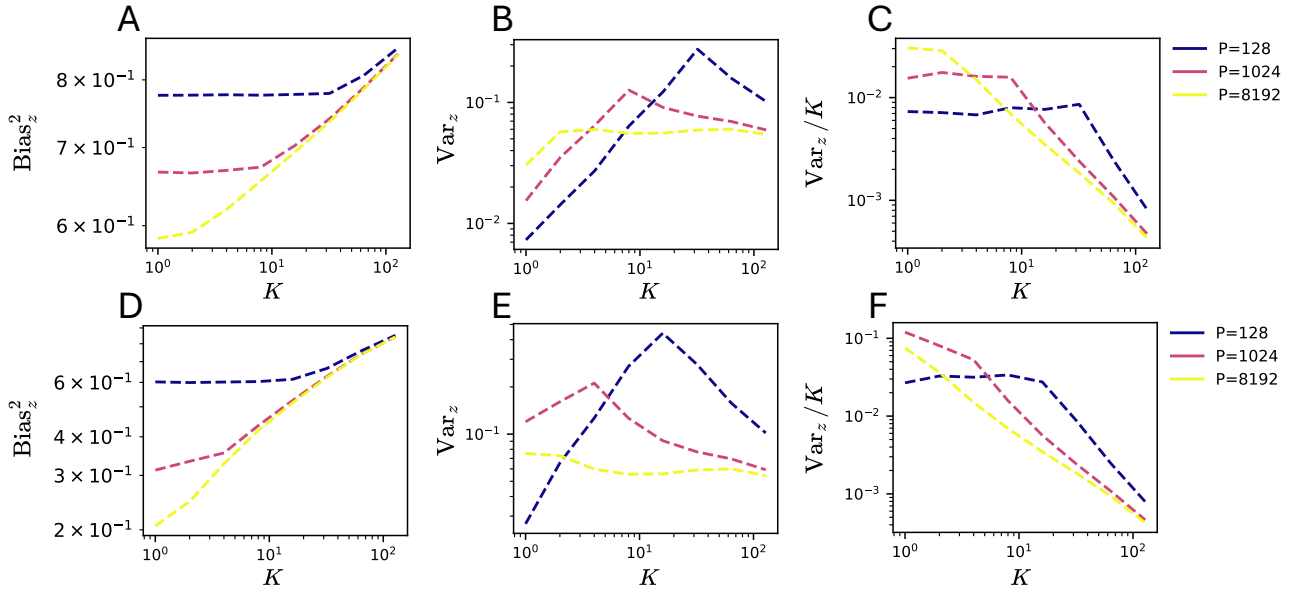 A
B
C
Bias_z^2
8 × 10^{-1}
7 × 10^{-1}
6 × 10^{-1}
10^0
10^1
10^2
K
Var_z
10^{-1}
10^{-2}
10^0
10^1
10^2
K
Var_z/K
10^{-2}
10^{-3}
10^0
10^1
10^2
K
P=128
P=1024
P=8192
D
E
F
Bias_z^2
6 × 10^{-1}
4 × 10^{-1}
3 × 10^{-1}
2 × 10^{-1}
10^0
10^1
10^2
K
Var_z
10^{-1}
10^0
10^1
10^2
K
Var_z/K
10^{-1}
10^{-2}
10^{-3}
10^0
10^1
10^2
K
P=128
P=1024
P=8192